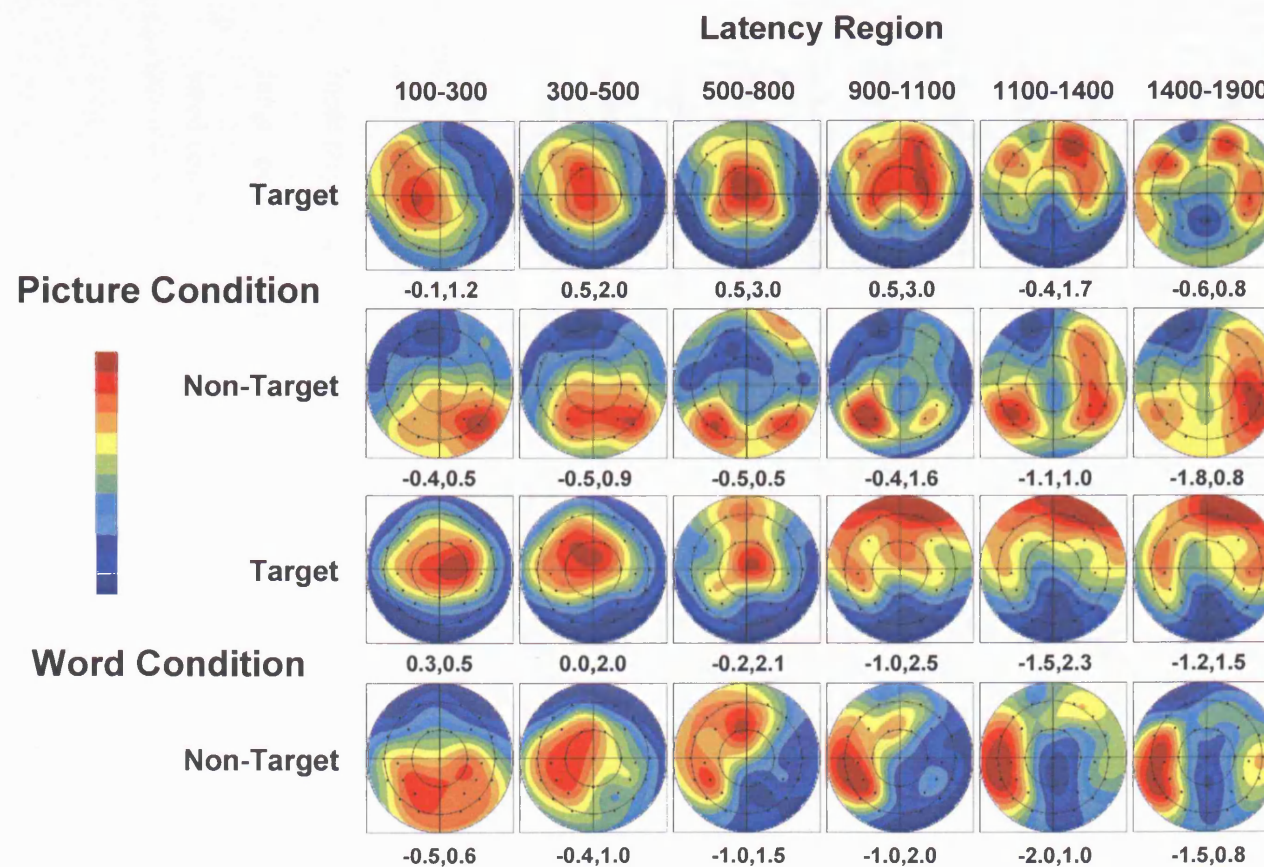 Latency Region
100-300 300-500 500-800 900-1100 1100-1400 1400-1900
Target
Picture Condition
-0.1,1.2 0.5,2.0 0.5,3.0 0.5,3.0 -0.4,1.7 -0.6,0.8
Non-Target
-0.4,0.5 -0.5,0.9 -0.5,0.5 -0.4,1.6 -1.1,1.0 -1.8,0.8
Target
Word Condition
0.3,0.5 0.0,2.0 -0.2,2.1 -1.0,2.5 -1.5,2.3 -1.2,1.5
Non-Target
-0.5,0.6 -0.4,1.0 -1.0,1.5 -1.0,2.0 -2.0,1.0 -1.5,0.8